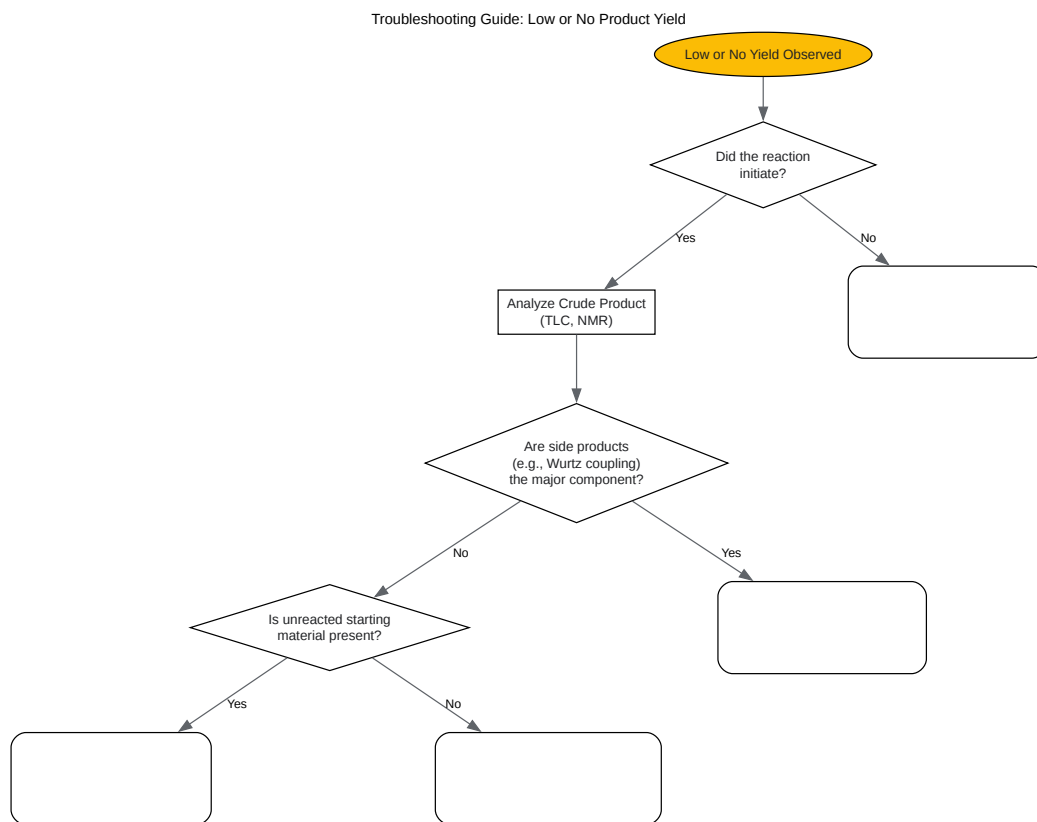 Troubleshooting Guide: Low or No Product Yield
Low or No Yield Observed
Did the reaction
initiate?
Yes
No
Analyze Crude Product
(TLC, NMR)
Are side products
(e.g., Wurtz coupling)
the major component?
No
Yes
Is unreacted starting
material present?
Yes
No